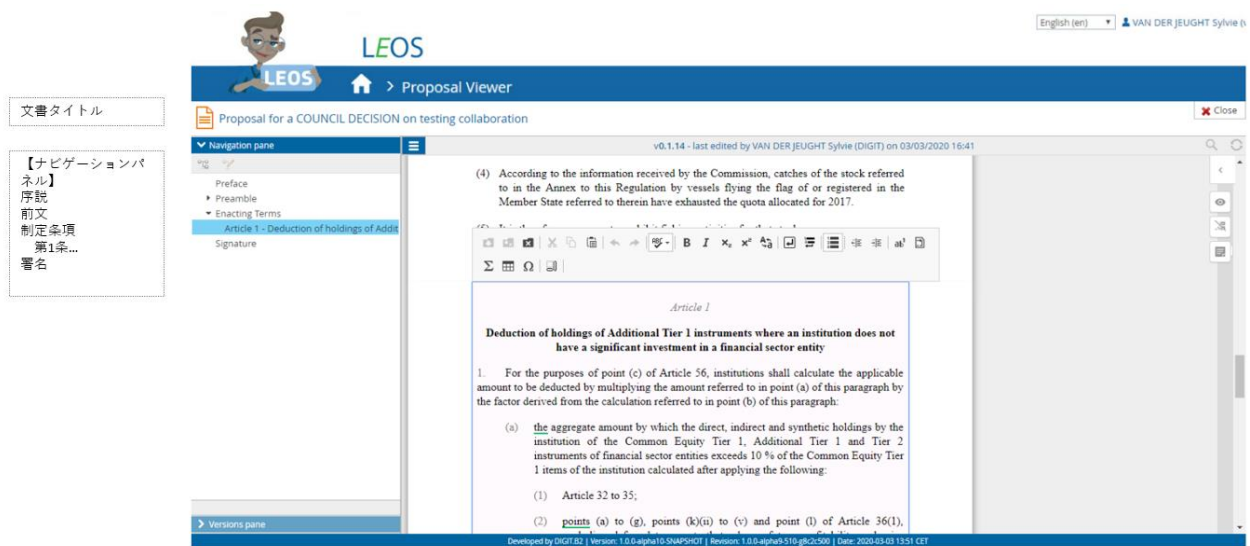 文書タイトル
【ナビゲーションパ
ネル】
序説
前文
制定条項
第1条...
署名
English (en)
VAN DER JEUGHT Sylvie
LEOS
LEOS
> Proposal Viewer
Proposal for a COUNCIL DECISION on testing collaboration
Close
Navigation pane
Preface
Preamble
Enacting Terms
Article 1 - Deduction of holdings of Addit
Signature
Versions pane
v0.1.14 - last edited by VAN DER JEUGHT Sylvie (DIGIT) on 03/03/2020 16:41
(4) According to the information received by the Commission, catches of the stock referred
to in the Annex to this Regulation by vessels flying the flag of or registered in the
Member State referred to therein have exhausted the quota allocated for 2017.
Article 1
Deduction of holdings of Additional Tier 1 instruments where an institution does not
have a significant investment in a financial sector entity
1. For the purposes of point (c) of Article 56, institutions shall calculate the applicable
amount to be deducted by multiplying the amount referred to in point (a) of this paragraph by
the factor derived from the calculation referred to in point (b) of this paragraph:
(a) the aggregate amount by which the direct, indirect and synthetic holdings by the
institution of the Common Equity Tier 1, Additional Tier 1 and Tier 2
instruments of financial sector entities exceeds 10 % of the Common Equity Tier
1 items of the institution calculated after applying the following:
(1) Article 32 to 35;
(2) points (a) to (g), points (k)(ii) to (v) and point (l) of Article 36(1),
Developed by DIGIT.B2 | Version: 1.0.0-alpha10-SNAPSHOT | Revision: 1.0.0-alpha9-510-g8c2c500 | Date: 2020-03-03 13:51 CET